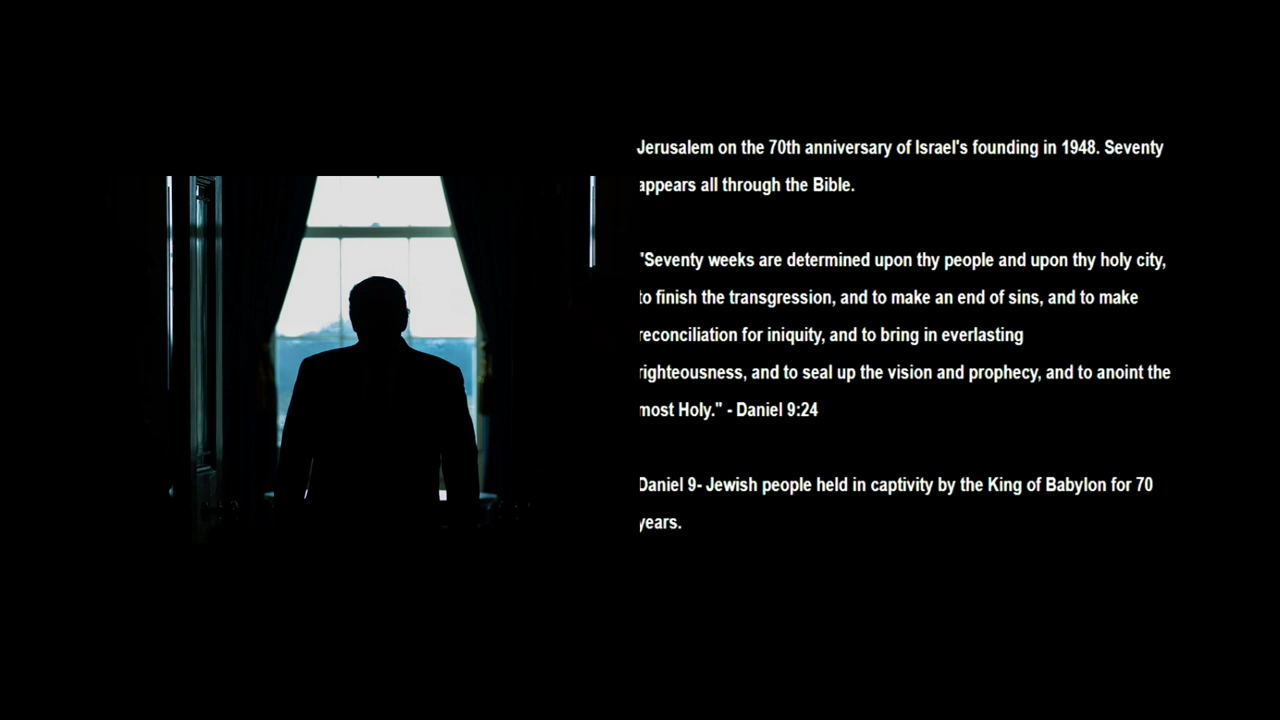 Jerusalem on the 70th anniversary of Israel's founding in 1948. Seventy
appears all through the Bible.
"Seventy weeks are determined upon thy people and upon thy holy city,
to finish the transgression, and to make an end of sins, and to make
reconciliation for iniquity, and to bring in everlasting
righteousness, and to seal up the vision and prophecy, and to anoint the
most Holy." - Daniel 9:24
Daniel 9- Jewish people held in captivity by the King of Babylon for 70
years.